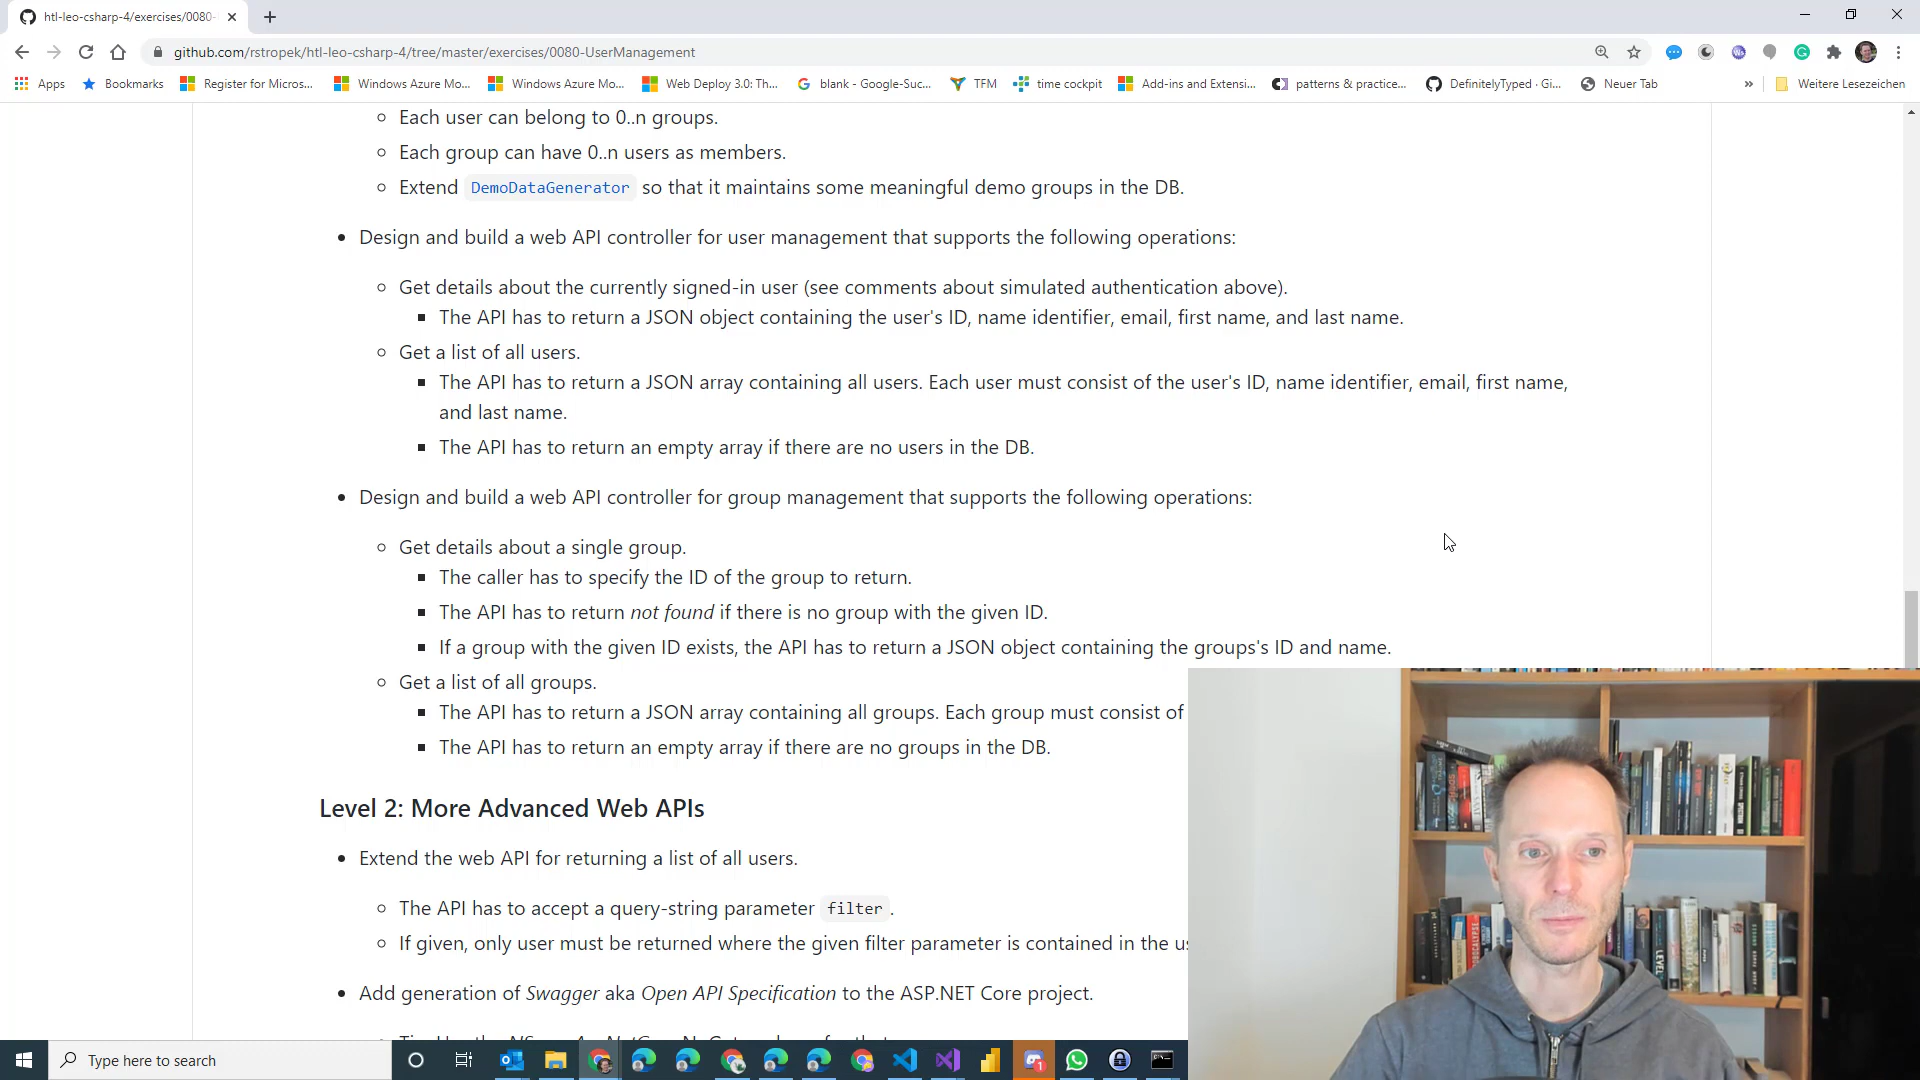 htl-leo-csharp-4/exercises/0080-
github.com/rstropek/htl-leo-csharp-4/tree/master/exercises/0080-UserManagement
Apps Bookmarks Register for Micros... Windows Azure Mo... Windows Azure Mo... Web Deploy 3.0: Th... blank - Google-Suc... TFM time cockpit Add-ins and Extensi... patterns & practice... DefinitelyTyped · Gi... Neuer Tab » Weitere Lesezeichen
Each user can belong to 0..n groups.
Each group can have 0..n users as members.
Extend DemoDataGenerator so that it maintains some meaningful demo groups in the DB.
Design and build a web API controller for user management that supports the following operations:
Get details about the currently signed-in user (see comments about simulated authentication above).
The API has to return a JSON object containing the user's ID, name identifier, email, first name, and last name.
Get a list of all users.
The API has to return a JSON array containing all users. Each user must consist of the user's ID, name identifier, email, first name,
and last name.
The API has to return an empty array if there are no users in the DB.
Design and build a web API controller for group management that supports the following operations:
Get details about a single group.
The caller has to specify the ID of the group to return.
The API has to return not found if there is no group with the given ID.
If a group with the given ID exists, the API has to return a JSON object containing the groups's ID and name.
Get a list of all groups.
The API has to return a JSON array containing all groups. Each group must consist of
The API has to return an empty array if there are no groups in the DB.
Level 2: More Advanced Web APIs
Extend the web API for returning a list of all users.
The API has to accept a query-string parameter filter.
If given, only user must be returned where the given filter parameter is contained in the
Add generation of Swagger aka Open API Specification to the ASP.NET Core project.
Type here to search